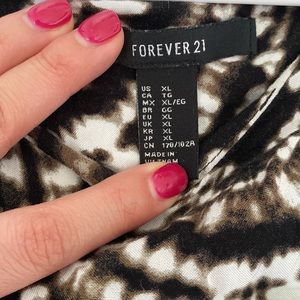 FOREVER 21
US XL
CA TG
MX XL/EG
BR GG
EU XL
UK XL
KR XL
JP XL
CN 170/102A
MADE IN
VIETNAM